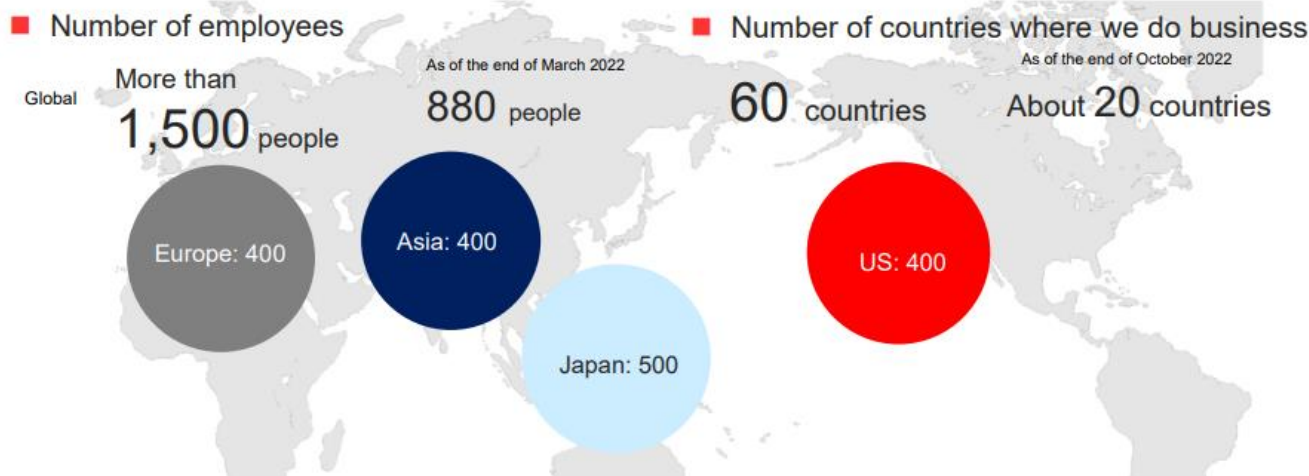 Number of employees
Global
More than
1,500 people
As of the end of March 2022
880 people
Number of countries where we do business
60 countries
As of the end of October 2022
About 20 countries
Europe: 400
Asia: 400
Japan: 500
US: 400